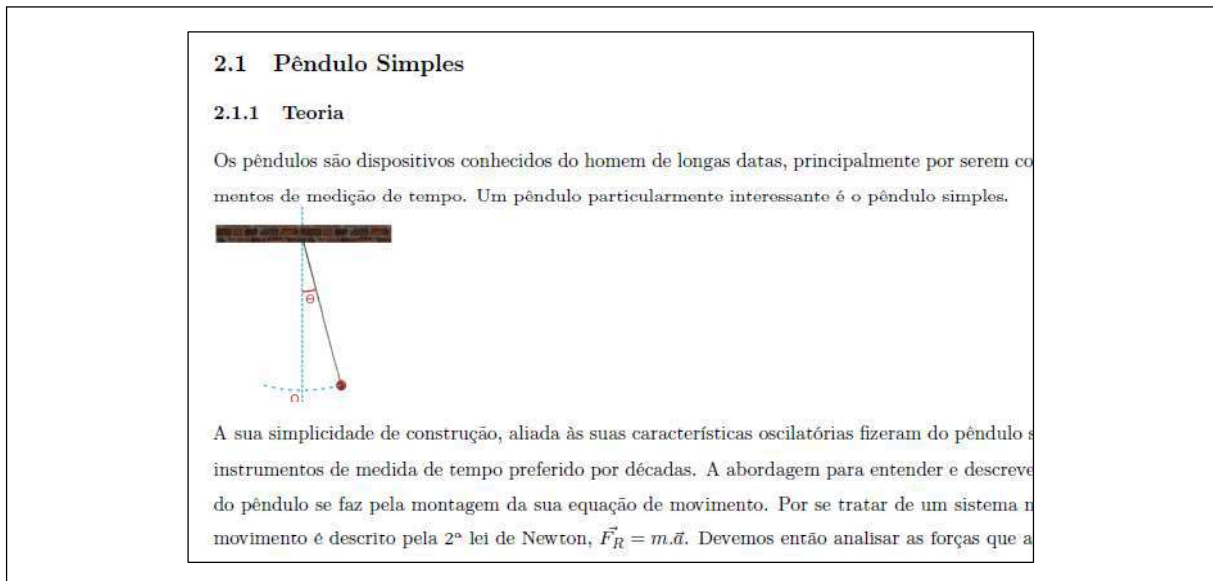 2.1 Pêndulo Simples
2.1.1 Teoria
Os pêndulos são dispositivos conhecidos do homem de longas datas, principalmente por serem co
mentos de medição de tempo. Um pêndulo particularmente interessante é o pêndulo simples.
Θ
O
A sua simplicidade de construção, aliada às suas características oscilatórias fizeram do pêndulo s
instrumentos de medida de tempo preferido por décadas. A abordagem para entender e descreve
do pêndulo se faz pela montagem da sua equação de movimento. Por se tratar de um sistema m
movimento é descrito pela 2ª lei de Newton, $\vec{F_R} = m.\vec{a}$. Devemos então analisar as forças que a